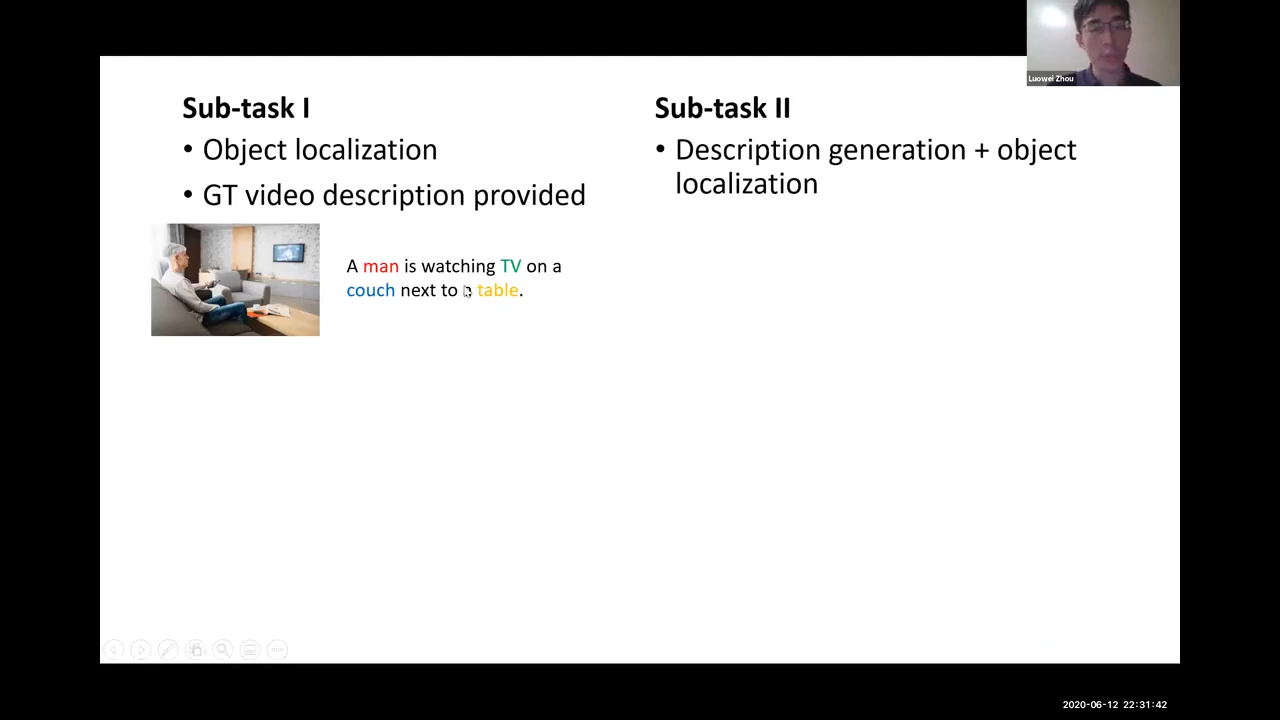 Luowei Zhou
Sub-task I
• Object localization
• GT video description provided
A man is watching TV on a
couch next to a table.
Sub-task II
• Description generation + object
localization
2020-06-12 22:31:42